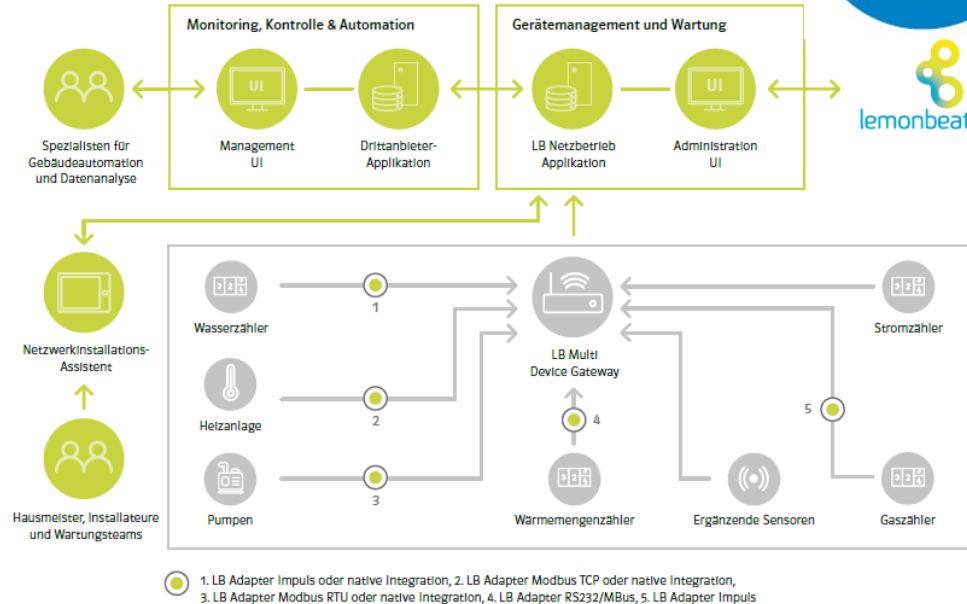 Monitoring, Kontrolle & Automation
Gerätemanagement und Wartung
UI
UI
lemonbeat
Spezialisten für
Gebäudeautomation
und Datenanalyse
Management
UI
Drittanbieter-
Applikation
LB Netzbetrieb
Applikation
Administration
UI
Wasserzähler
1
LB Multi
Device Gateway
Stromzähler
Netzwerkinstallations-
Assistent
Heizanlage
2
4
5
Pumpen
3
Wärmemengenzähler
Ergänzende Sensoren
Gaszähler
Hausmeister, Installateure
und Wartungsteams
1. LB Adapter Impuls oder native Integration, 2. LB Adapter Modbus TCP oder native Integration,
3. LB Adapter Modbus RTU oder native Integration, 4. LB Adapter RS232/MBus, 5. LB Adapter Impuls